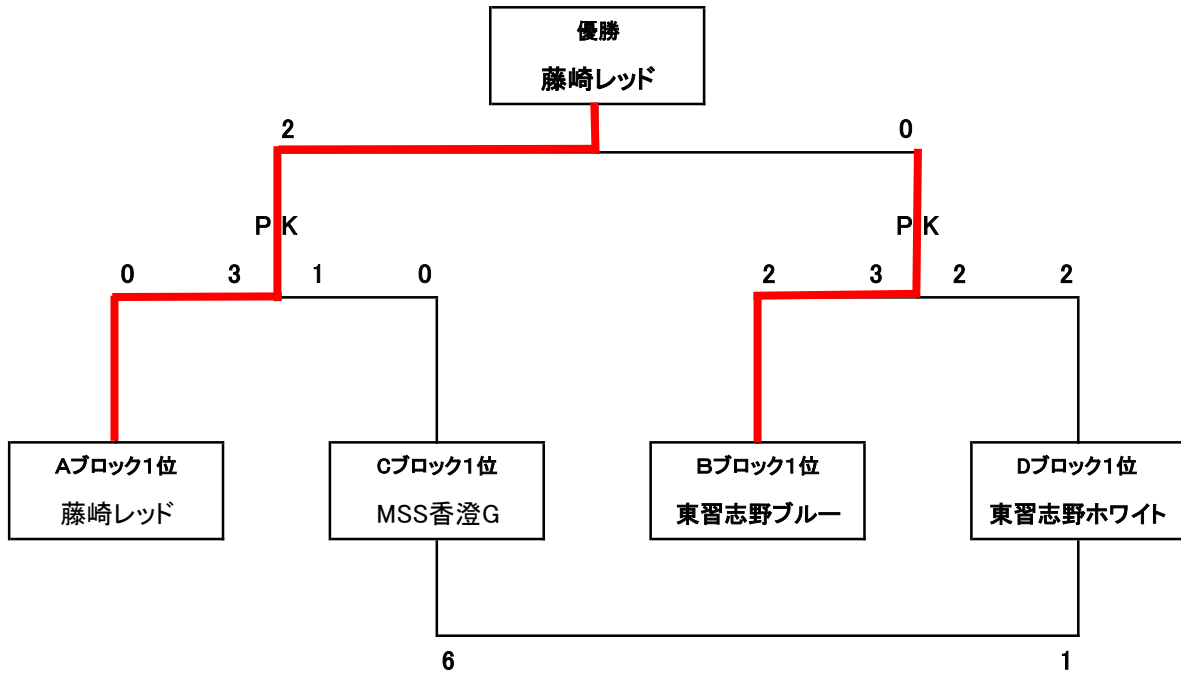 優勝
藤崎レッド
2 0
PK PK
0 3 1 0 2 3 2 2
Aブロック1位 Cブロック1位 Bブロック1位 Dブロック1位
藤崎レッド MSS香澄G 東習志野ブルー 東習志野ホワイト
6 1